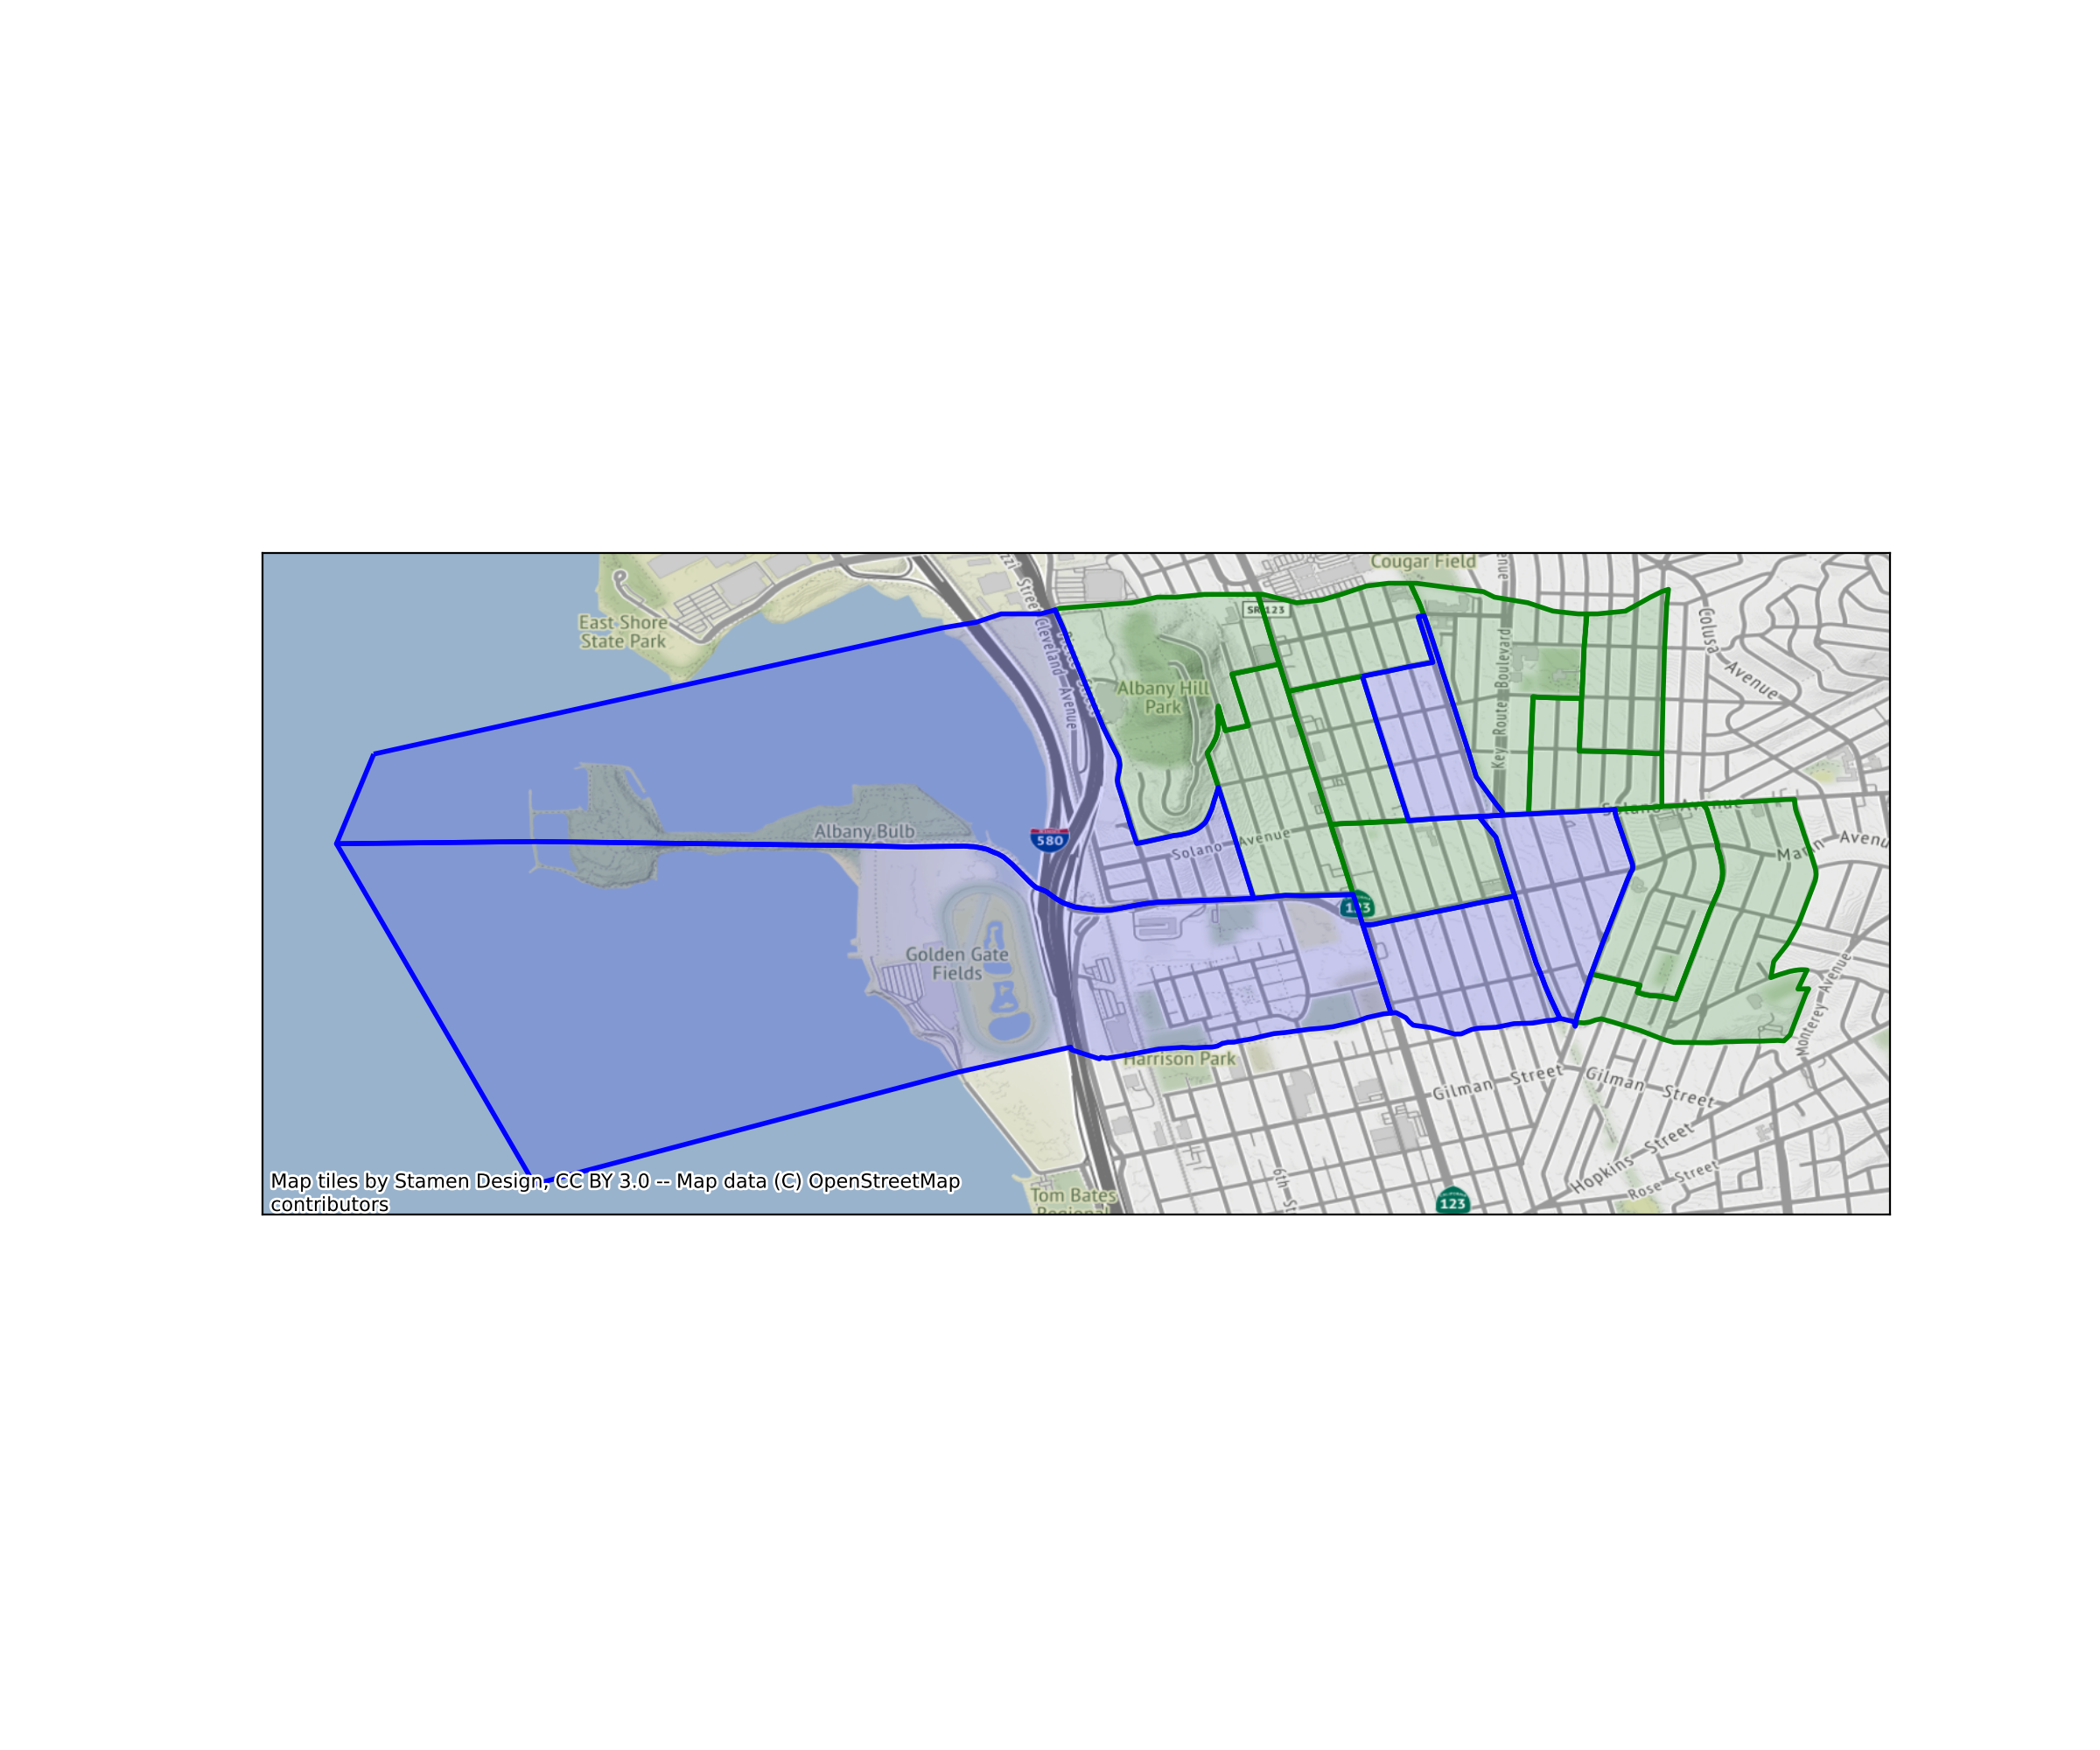 Cougar Field
Street
SR 123
East Shore
State Park
Cleveland Avenue
Colusa
Avenue
Key Route Boulevard
Albany Hill
Park
Solano Avenue
Albany Bulb
580
Solano Avenue
Marin Avenu
123
Golden Gate
Fields
Monterey Avenue
Harrison Park
Gilman Street
Gilman Street
Hopkins Street
Rose Street
6th St
Tom Bates
Regional
123
Map tiles by Stamen Design, CC BY 3.0 -- Map data (C) OpenStreetMap
contributors